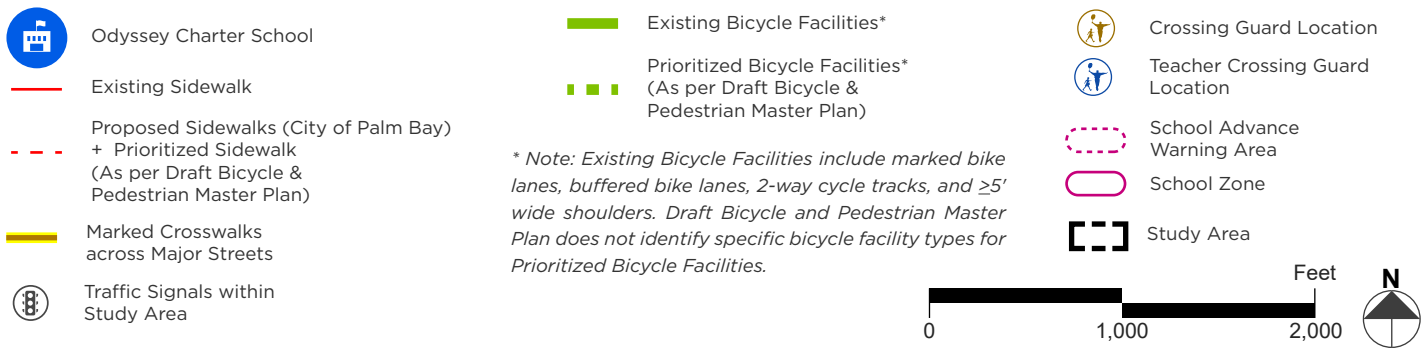 Odyssey Charter School
Existing Sidewalk
Proposed Sidewalks (City of Palm Bay)
+ Prioritized Sidewalk
(As per Draft Bicycle &
Pedestrian Master Plan)
Marked Crosswalks
across Major Streets
Traffic Signals within
Study Area
Existing Bicycle Facilities*
Prioritized Bicycle Facilities*
(As per Draft Bicycle &
Pedestrian Master Plan)
* Note: Existing Bicycle Facilities include marked bike
lanes, buffered bike lanes, 2-way cycle tracks, and ≥5'
wide shoulders. Draft Bicycle and Pedestrian Master
Plan does not identify specific bicycle facility types for
Prioritized Bicycle Facilities.
Crossing Guard Location
Teacher Crossing Guard
Location
School Advance
Warning Area
School Zone
Study Area
Feet
0 1,000 2,000
N